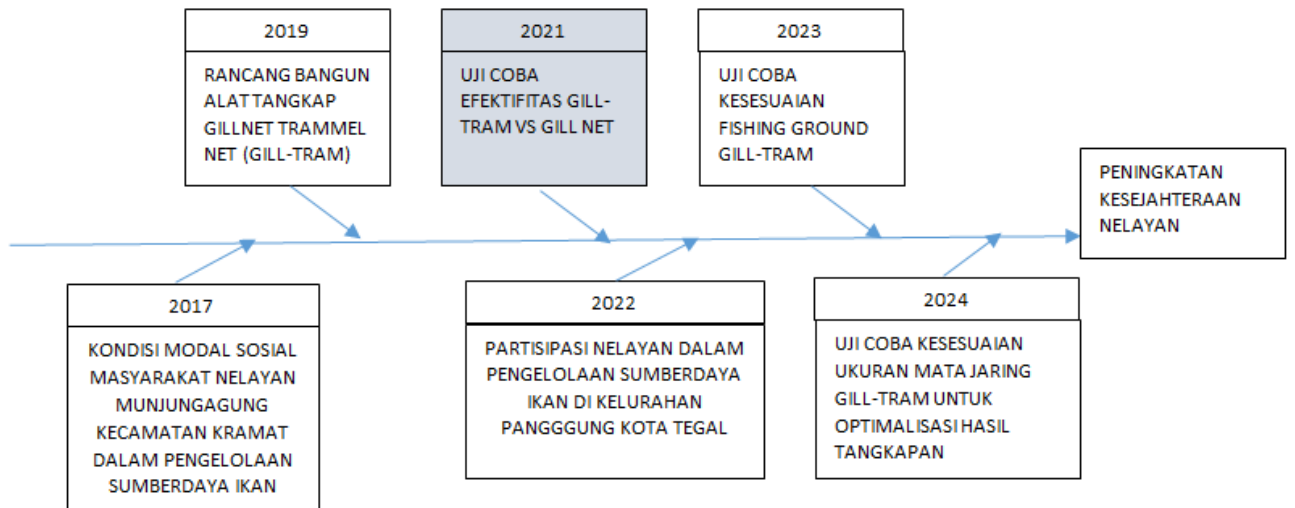 2019
RANCANG BANGUN
ALAT TANGKAP
GILLNET TRAMMEL
NET (GILL-TRAM)
2021
UJI COBA
EFEKTIFITAS GILL-
TRAM VS GILL NET
2023
UJI COBA
KESESUAIAN
FISHING GROUND
GILL-TRAM
PENINGKATAN
KESEJAHTERAAN
NELAYAN
2017
KONDISI MODAL SOSIAL
MASYARAKAT NELAYAN
MUNJUNGAGUNG
KECAMATAN KRAMAT
DALAM PENGELOLAAN
SUMBERDAYA IKAN
2022
PARTISIPASI NELAYAN DALAM
PENGELOLAAN SUMBERDAYA
IKAN DI KELURAHAN
PANGGGUNG KOTA TEGAL
2024
UJI COBA KESESUAIAN
UKURAN MATA JARING
GILL-TRAM UNTUK
OPTIMALISASI HASIL
TANGKAPAN